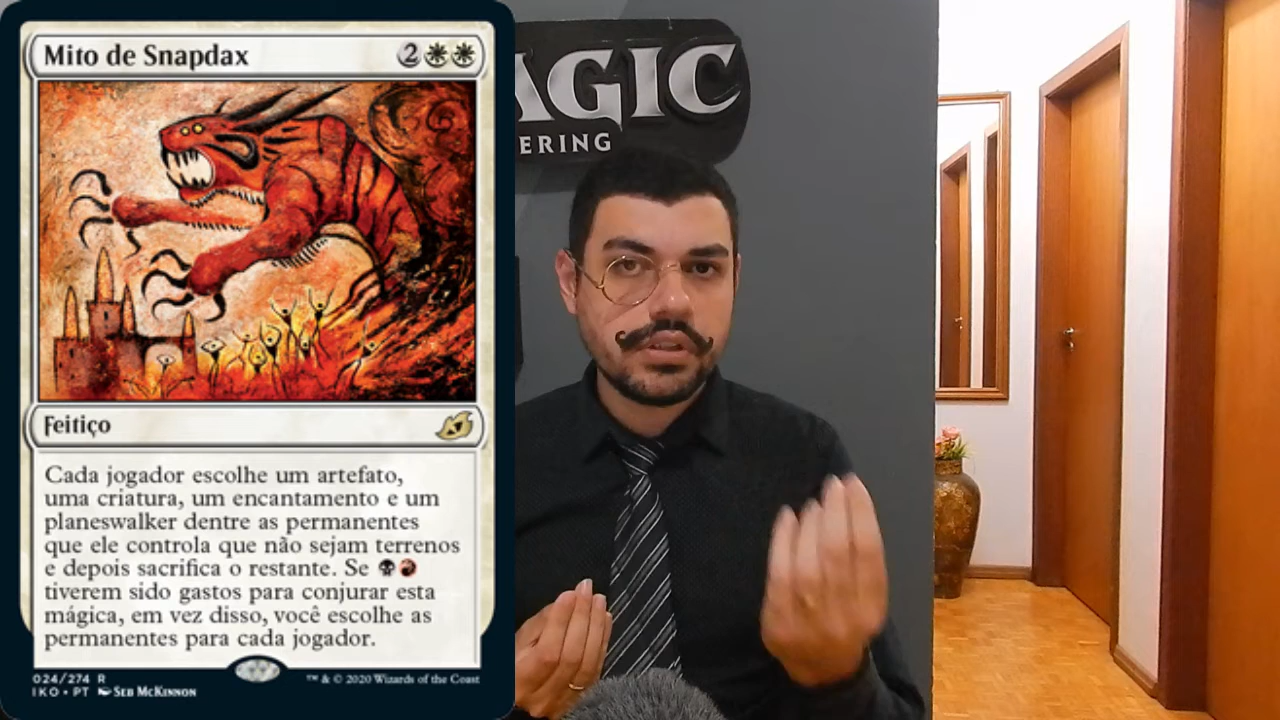 Mito de Snapdax
2
Feitiço
Cada jogador escolhe um artefato,
uma criatura, um encantamento e um
planeswalker dentre as permanentes
que ele controla que não sejam terrenos
e depois sacrifica o restante. Se
tiverem sido gastos para conjurar esta
mágica, em vez disso, você escolhe as
permanentes para cada jogador.
024/274 R
IKO • PT Seb McKinnon
™ & © 2020 Wizards of the Coast
AGIC
ERING